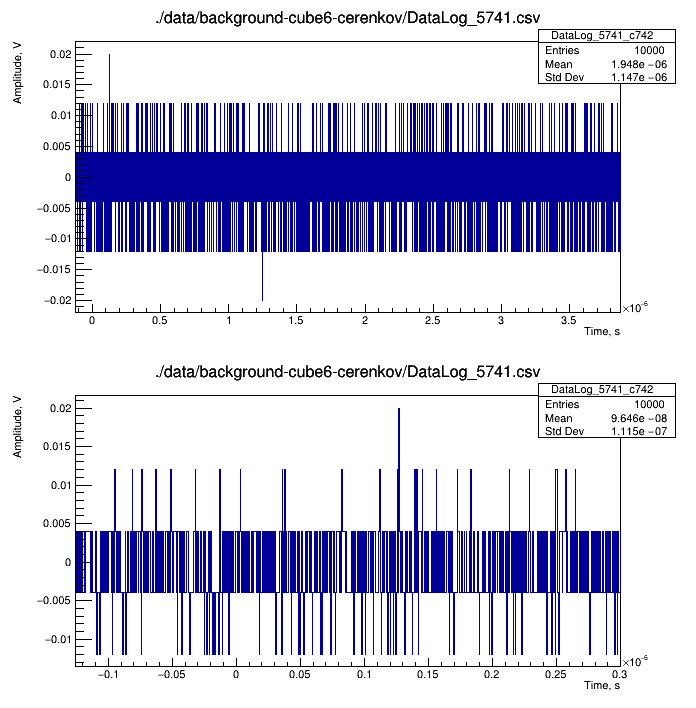 ./data/background-cube6-cerenkov/DataLog_5741.csv
Amplitude, V
DataLog_5741_c742
Entries 10000
Mean 1.948e −06
Std Dev 1.147e −06
0.02
0.015
0.01
0.005
0
−0.005
−0.01
−0.015
−0.02
0 0.5 1 1.5 2 2.5 3 3.5
×10⁻⁶
Time, s
./data/background-cube6-cerenkov/DataLog_5741.csv
Amplitude, V
DataLog_5741_c742
Entries 10000
Mean 9.646e −08
Std Dev 1.115e −07
0.02
0.015
0.01
0.005
0
−0.005
−0.01
−0.1 −0.05 0 0.05 0.1 0.15 0.2 0.25 0.3
×10⁻⁶
Time, s